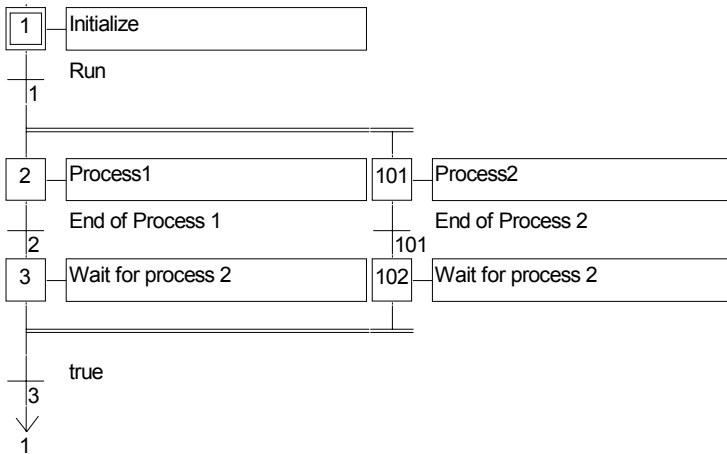 1 Initialize
Run
1
2 Process1 101 Process2
End of Process 1 End of Process 2
2 101
3 Wait for process 2 102 Wait for process 2
true
3
1